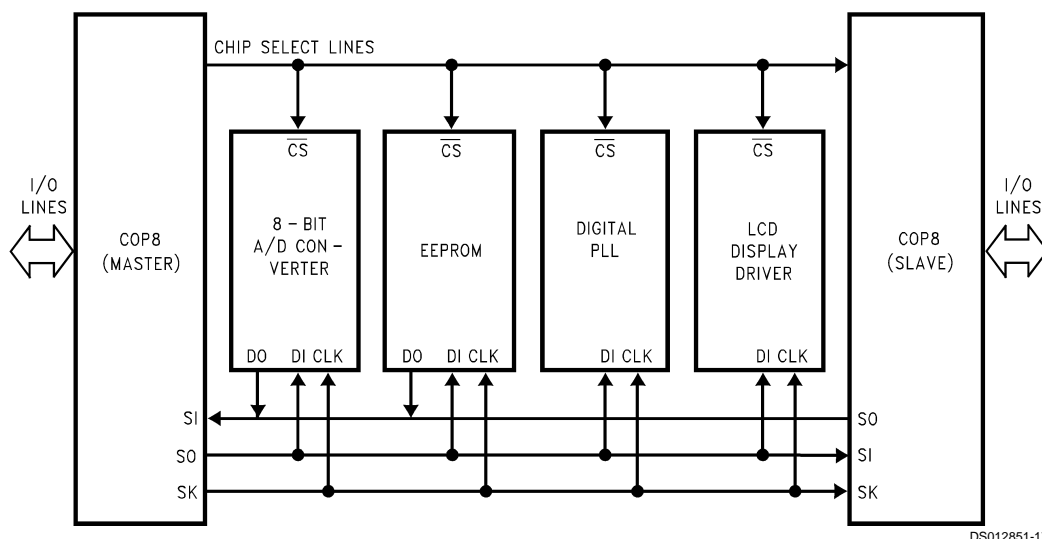 CHIP SELECT LINES
CS
CS
CS
CS
I/O
LINES
COP8
(MASTER)
8 - BIT
A/D CON -
VERTER
EEPROM
DIGITAL
PLL
LCD
DISPLAY
DRIVER
COP8
(SLAVE)
I/O
LINES
DO DI CLK
DO DI CLK
DI CLK
DI CLK
SI
SO
SO
SI
SK
SK